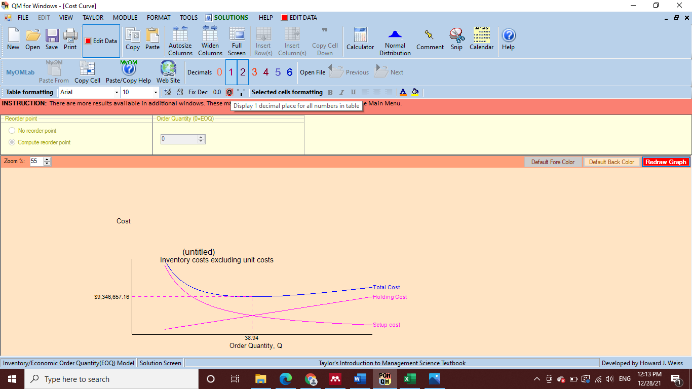 QM for Windows - [Cost Curve]
FILE EDIT VIEW TAYLOR MODULE FORMAT TOOLS SOLUTIONS HELP EDIT DATA
New Open Save Print Edit Data Copy Paste Autosize Columns Widen Columns Full Screen Insert Row(s) Insert Column(s) Copy Cell Down Calculator Normal Distribution Comment Snip Calendar Help
MyOMLab Paste From Copy Cell Paste/Copy Help Web Site Decimals 0 1 2 3 4 5 6 Open File Previous Next
Table formatting Arial 10 Fix Dec 0.0 Selected cells formatting B I U A
INSTRUCTION: There are more results available in additional windows. These m e Main Menu
Display 1 decimal place for all numbers in table
Reorder point Order Quantity (0=EOQ)
No reorder point
Compute reorder point 0
Zoom % 55 Default Fore Color Default Back Color Redraw Graph
Cost
(untitled)
Inventory costs excluding unit costs
Total Cost
$9,346,657.16 Holding Cost
Setup cost
38.94
Order Quantity, Q
Inventory/Economic Order Quantity(EOQ) Model Solution Screen Taylor's Introduction to Management Science Textbook Developed by Howard J. Weiss
Type here to search ENG 12:13 PM
12/28/21